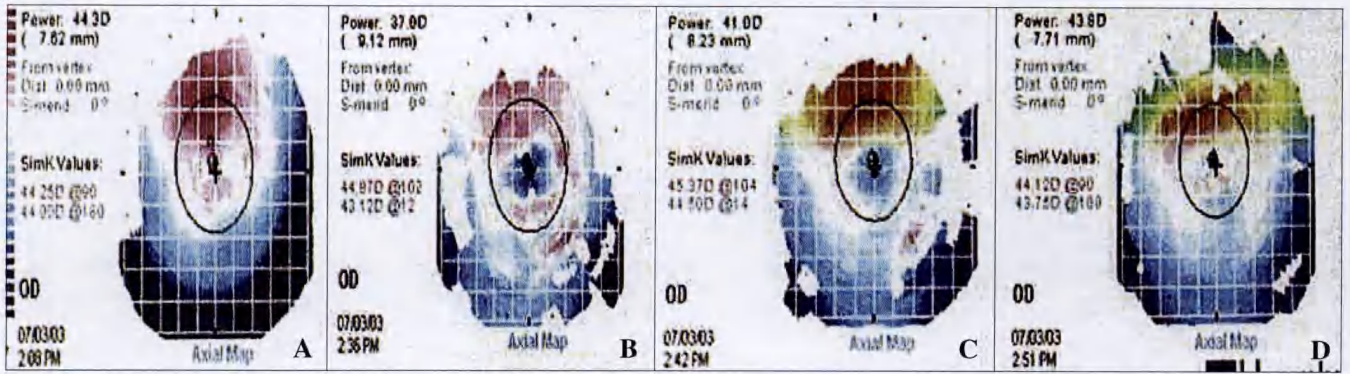 Power: 44.3D
( 7.62 mm)
From vertex:
Dist 0.00 mm
S-merid 0º
SimK Values:
44.25D @90
44.00D @180
OD
07/03/03
2:08 PM
Axial Map
A
Power: 37.0D
( 9.12 mm)
From vertex:
Dist 0.00 mm
S-merid 0º
SimK Values:
44.87D @102
43.12D @12
OD
07/03/03
2:36 PM
Axial Map
B
Power: 41.0D
( 8.23 mm)
From vertex:
Dist 0.00 mm
S-merid 0º
SimK Values:
45.37D @104
44.50D @14
OD
07/03/03
2:42 PM
Axial Map
C
Power: 43.8D
( 7.71 mm)
From vertex:
Dist 0.00 mm
S-merid 0º
SimK Values:
44.12D @90
43.75D @180
OD
07/03/03
2:51 PM
Axial Map
D